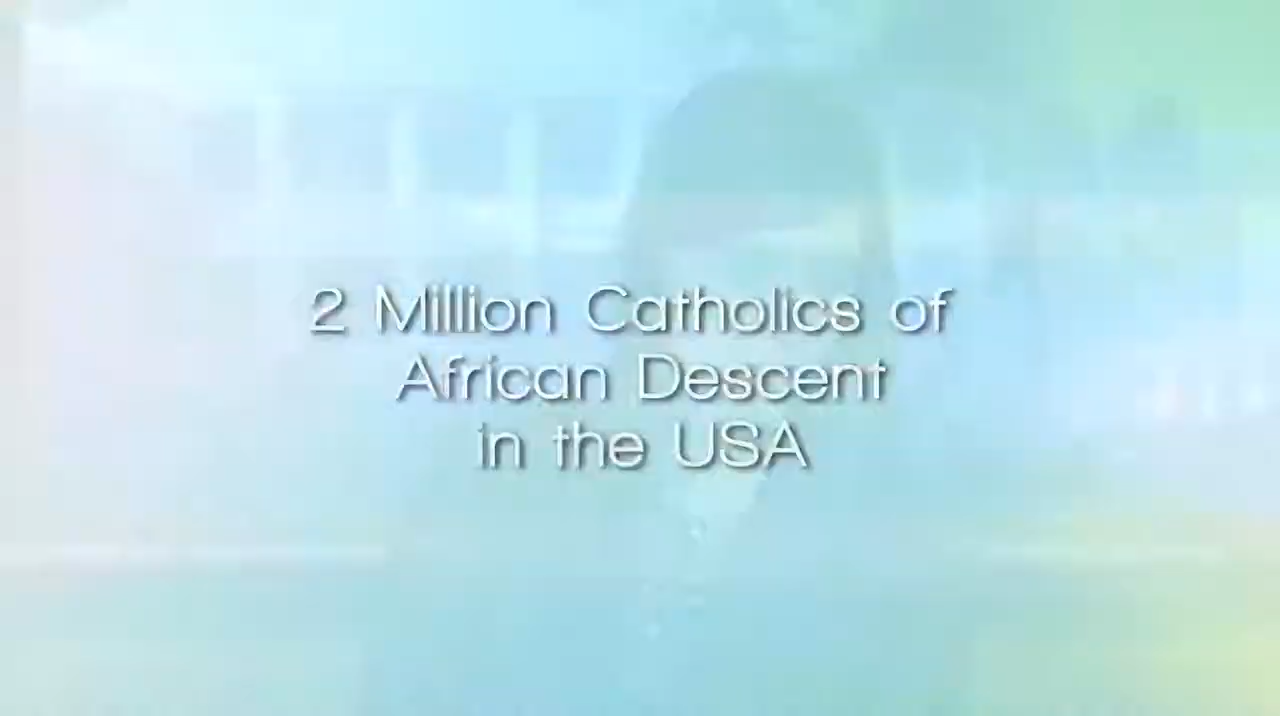 2 Million Catholics of
African Descent
in the USA